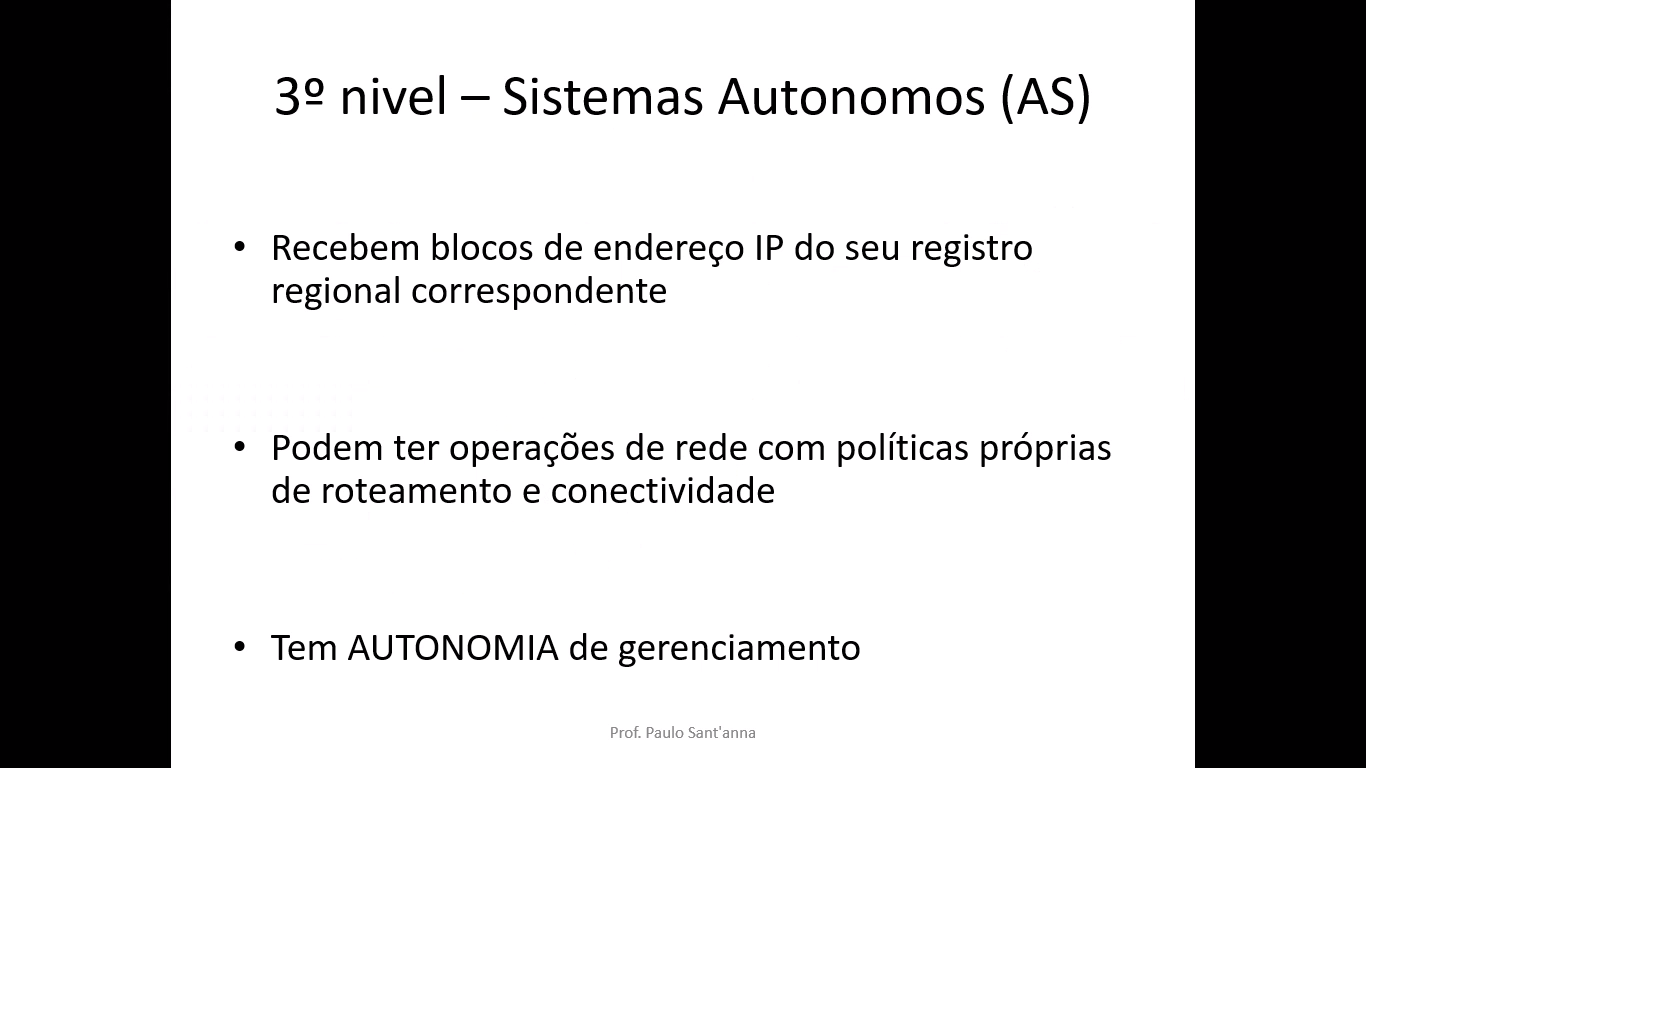 3º nivel – Sistemas Autonomos (AS)
• Recebem blocos de endereço IP do seu registro
regional correspondente
• Podem ter operações de rede com políticas próprias
de roteamento e conectividade
• Tem AUTONOMIA de gerenciamento
Prof. Paulo Sant'anna